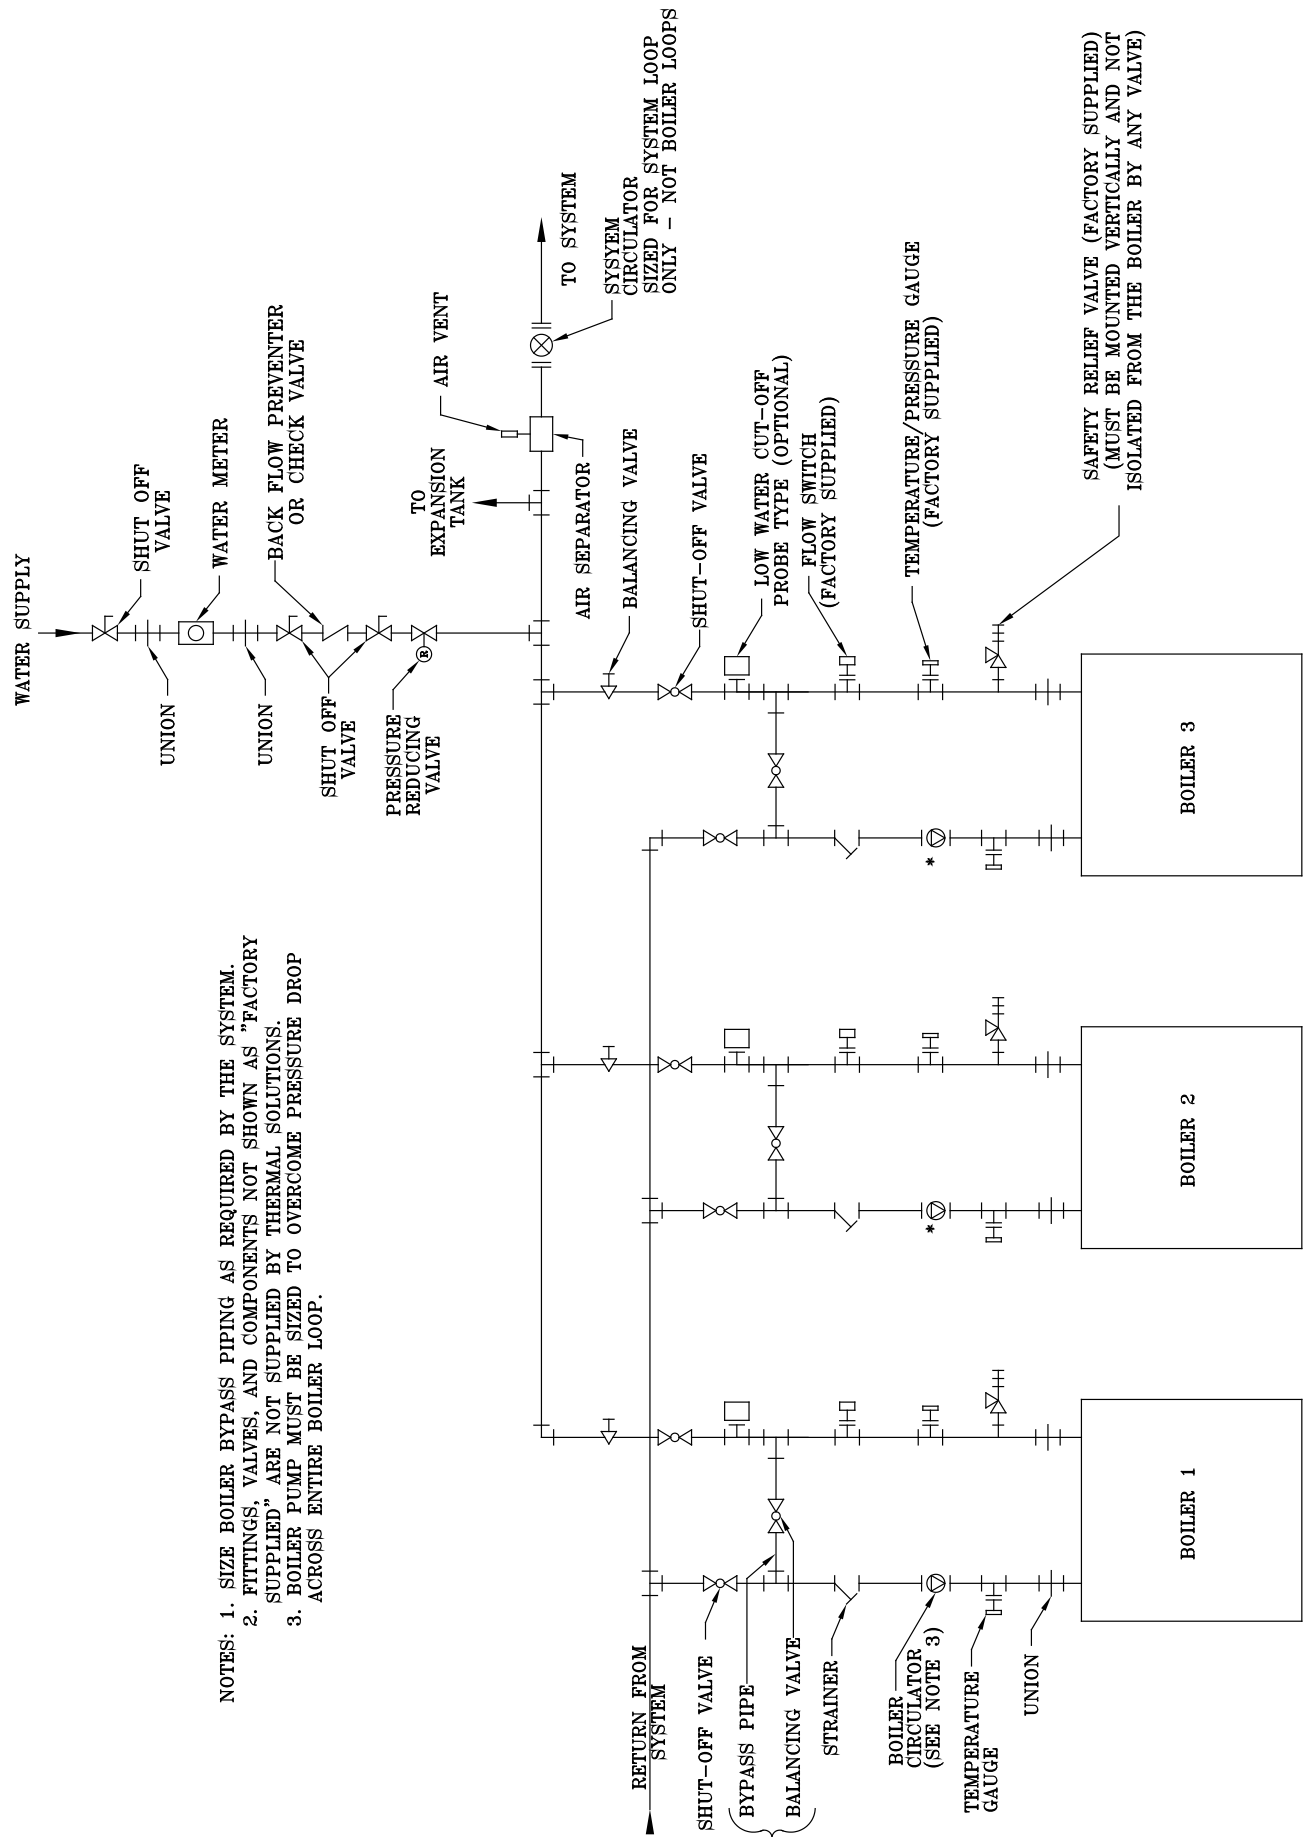 NOTES: 1. SIZE BOILER BYPASS PIPING AS REQUIRED BY THE SYSTEM.
2. FITTINGS, VALVES, AND COMPONENTS NOT SHOWN AS "FACTORY
SUPPLIED" ARE NOT SUPPLIED BY THERMAL SOLUTIONS.
3. BOILER PUMP MUST BE SIZED TO OVERCOME PRESSURE DROP
ACROSS ENTIRE BOILER LOOP.
WATER SUPPLY
SHUT OFF
VALVE
UNION
WATER METER
UNION
BACK FLOW PREVENTER
OR CHECK VALVE
SHUT OFF
VALVE
PRESSURE
REDUCING
VALVE
R
TO
EXPANSION
TANK
AIR VENT
AIR SEPARATOR
TO SYSTEM
SYSYEM
CIRCULATOR
SIZED FOR SYSTEM LOOP
ONLY - NOT BOILER LOOPS
BALANCING VALVE
SHUT-OFF VALVE
LOW WATER CUT-OFF
PROBE TYPE (OPTIONAL)
FLOW SWITCH
(FACTORY SUPPLIED)
TEMPERATURE/PRESSURE GAUGE
(FACTORY SUPPLIED)
SAFETY RELIEF VALVE (FACTORY SUPPLIED)
(MUST BE MOUNTED VERTICALLY AND NOT
ISOLATED FROM THE BOILER BY ANY VALVE)
RETURN FROM
SYSTEM
SHUT-OFF VALVE
BYPASS PIPE
BALANCING VALVE
STRAINER
BOILER
CIRCULATOR
(SEE NOTE 3)
TEMPERATURE
GAUGE
UNION
*
*
BOILER 1
BOILER 2
BOILER 3